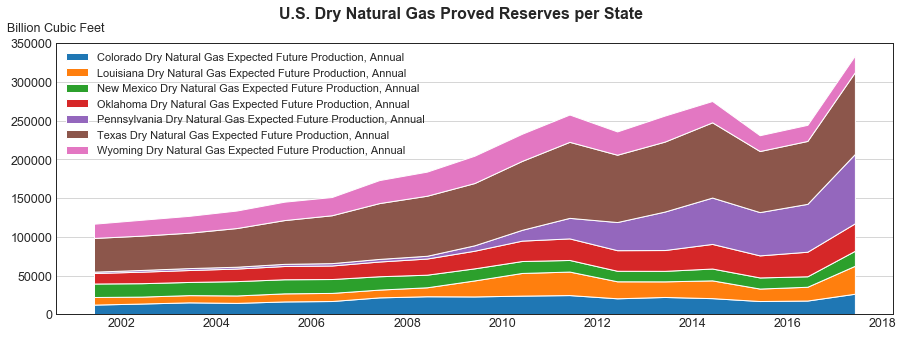 U.S. Dry Natural Gas Proved Reserves per State
Billion Cubic Feet
350000
300000
250000
200000
150000
100000
50000
0
Colorado Dry Natural Gas Expected Future Production, Annual
Louisiana Dry Natural Gas Expected Future Production, Annual
New Mexico Dry Natural Gas Expected Future Production, Annual
Oklahoma Dry Natural Gas Expected Future Production, Annual
Pennsylvania Dry Natural Gas Expected Future Production, Annual
Texas Dry Natural Gas Expected Future Production, Annual
Wyoming Dry Natural Gas Expected Future Production, Annual
2002 2004 2006 2008 2010 2012 2014 2016 2018